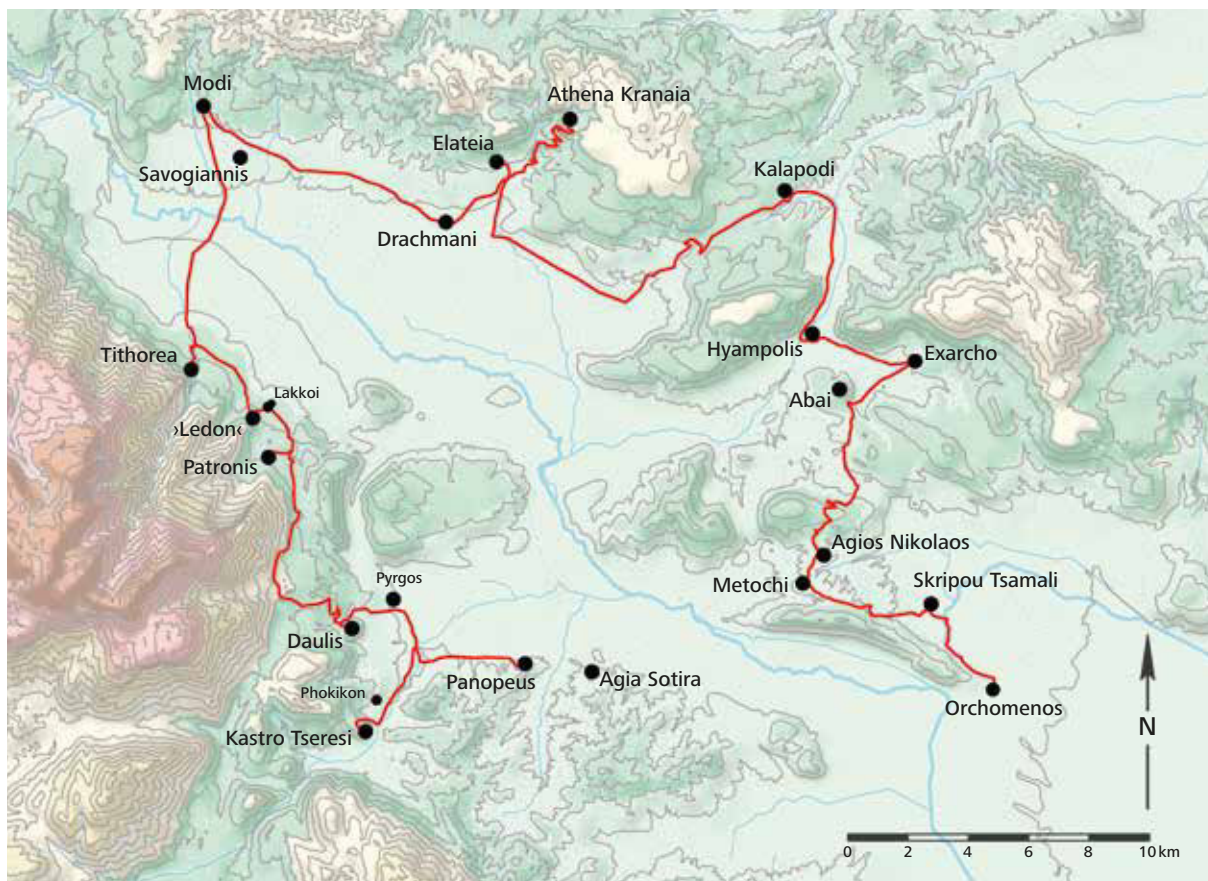 Modi
Athena Kranaia
Elateia
Savogiannis
Kalapodi
Drachmani
Hyampolis
Exarcho
Tithorea
Abai
Lakkoi
›Ledon‹
Patronis
Agios Nikolaos
Pyrgos
Metochi
Skripou Tsamali
Daulis
Panopeus
Agia Sotira
Phokikon
Orchomenos
Kastro Tseresi
N
0 2 4 6 8 10 km